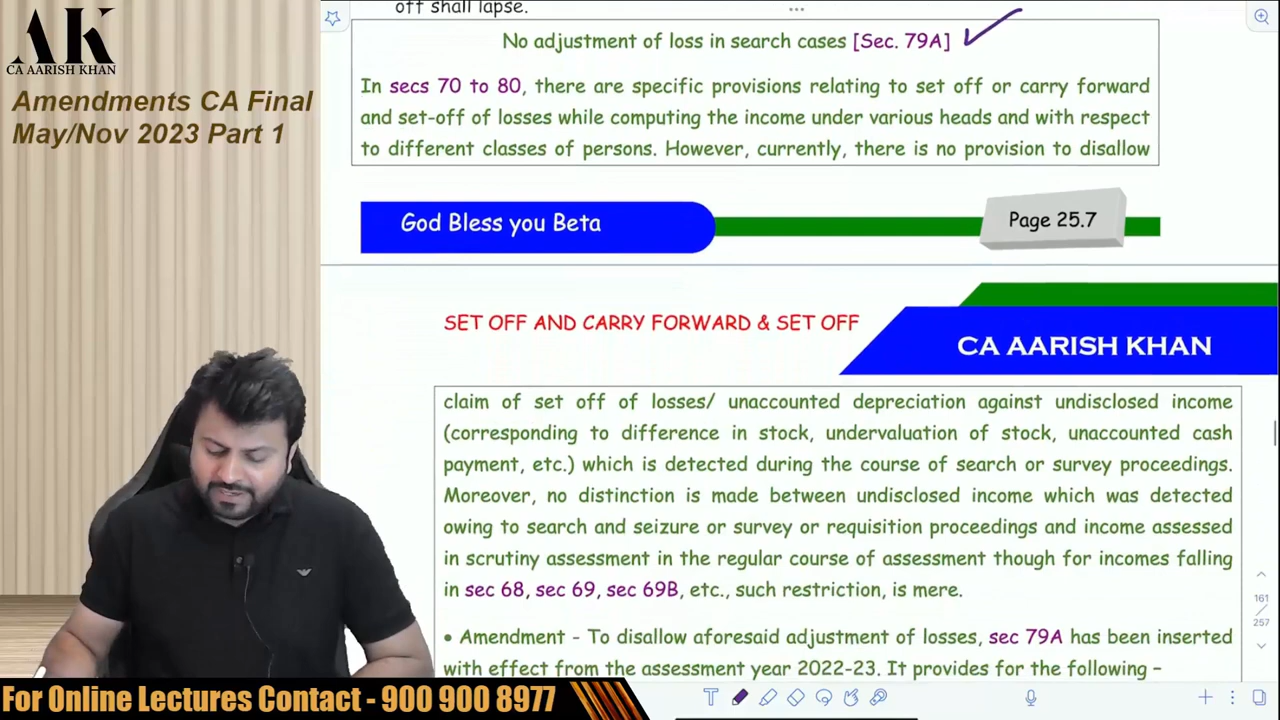 AK
CA AARISH KHAN
Amendments CA Final
May/Nov 2023 Part 1
off shall lapse.
No adjustment of loss in search cases [Sec. 79A]
In secs 70 to 80, there are specific provisions relating to set off or carry forward
and set-off of losses while computing the income under various heads and with respect
to different classes of persons. However, currently, there is no provision to disallow
God Bless you Beta
Page 25.7
SET OFF AND CARRY FORWARD & SET OFF
CA AARISH KHAN
claim of set off of losses/ unaccounted depreciation against undisclosed income
(corresponding to difference in stock, undervaluation of stock, unaccounted cash
payment, etc.) which is detected during the course of search or survey proceedings.
Moreover, no distinction is made between undisclosed income which was detected
owing to search and seizure or survey or requisition proceedings and income assessed
in scrutiny assessment in the regular course of assessment though for incomes falling
in sec 68, sec 69, sec 69B, etc., such restriction, is mere.
• Amendment - To disallow aforesaid adjustment of losses, sec 79A has been inserted
with effect from the assessment year 2022-23. It provides for the following –
161
257
For Online Lectures Contact - 900 900 8977